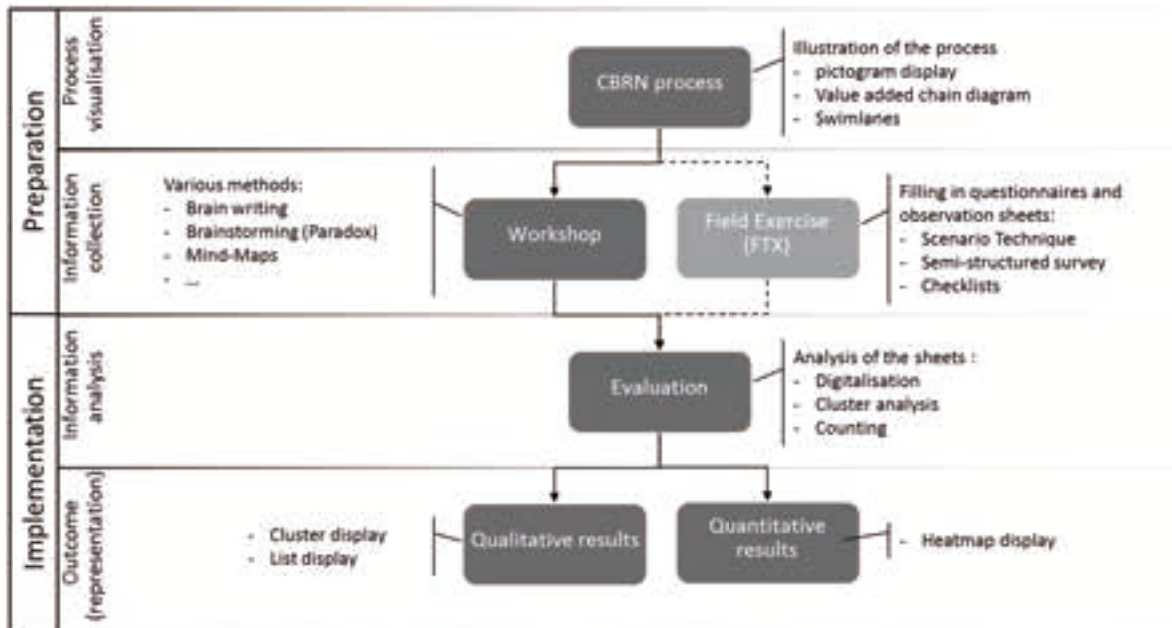 Preparation
Process
visualisation
CBRN process
Illustration of the process
- pictogram display
- Value added chain diagram
- Swimlanes
Information
collection
Various methods:
- Brain writing
- Brainstorming (Paradox)
- Mind-Maps
- ...
Workshop
Field Exercise
(FTX)
Filling in questionnaires and
observation sheets:
- Scenario Technique
- Semi-structured survey
- Checklists
Implementation
Information
analysis
Evaluation
Analysis of the sheets :
- Digitalisation
- Cluster analysis
- Counting
Outcome
(representation)
- Cluster display
- List display
Qualitative results
Quantitative
results
- Heatmap display